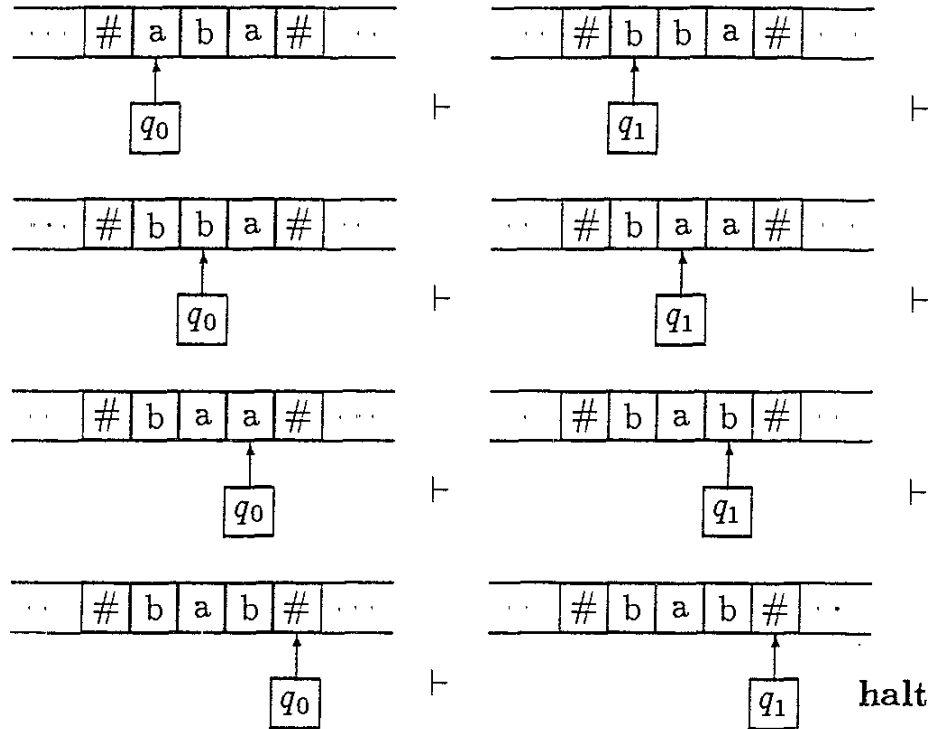 ··· # a b a # ··· ··· # b b a # ···
q₀ ⊢ q₁ ⊢
··· # b b a # ··· ··· # b a a # ···
q₀ ⊢ q₁ ⊢
··· # b a a # ··· ··· # b a b # ···
q₀ ⊢ q₁ ⊢
··· # b a b # ··· ··· # b a b # ···
q₀ ⊢ q₁ halt